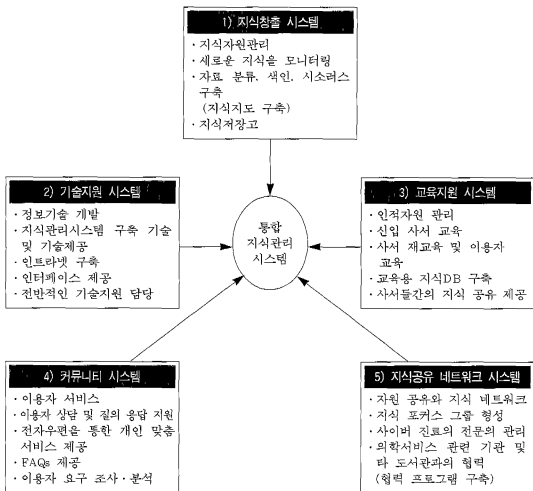 1) 지식창출 시스템
· 지식자원관리
· 새로운 지식을 모니터링
· 자료 분류, 색인, 시소러스
구축
(지식지도 구축)
· 지식저장고
2) 기술지원 시스템
· 정보기술 개발
· 지식관리시스템 구축 기술
및 기술제공
· 인트라넷 구축
· 인터페이스 제공
· 전반적인 기술지원 담당
통합
지식관리
시스템
3) 교육지원 시스템
· 인적자원 관리
· 신입 사서 교육
· 사서 재교육 및 이용자
교육
· 교육용 지식DB 구축
· 사서들간의 지식 공유 제공
4) 커뮤니티 시스템
· 이용자 서비스
· 이용자 상담 및 질의 응답 지원
· 전자우편을 통한 개인 맞춤
서비스 제공
· FAQs 제공
· 이용자 요구 조사 · 분석
5) 지식공유 네트워크 시스템
· 자원 공유와 지식 네트워크
· 지식 포커스 그룹 형성
· 사이버 진료의 전문의 관리
· 의학서비스 관련 기관 및
타 도서관과의 협력
(협력 프로그램 구축)